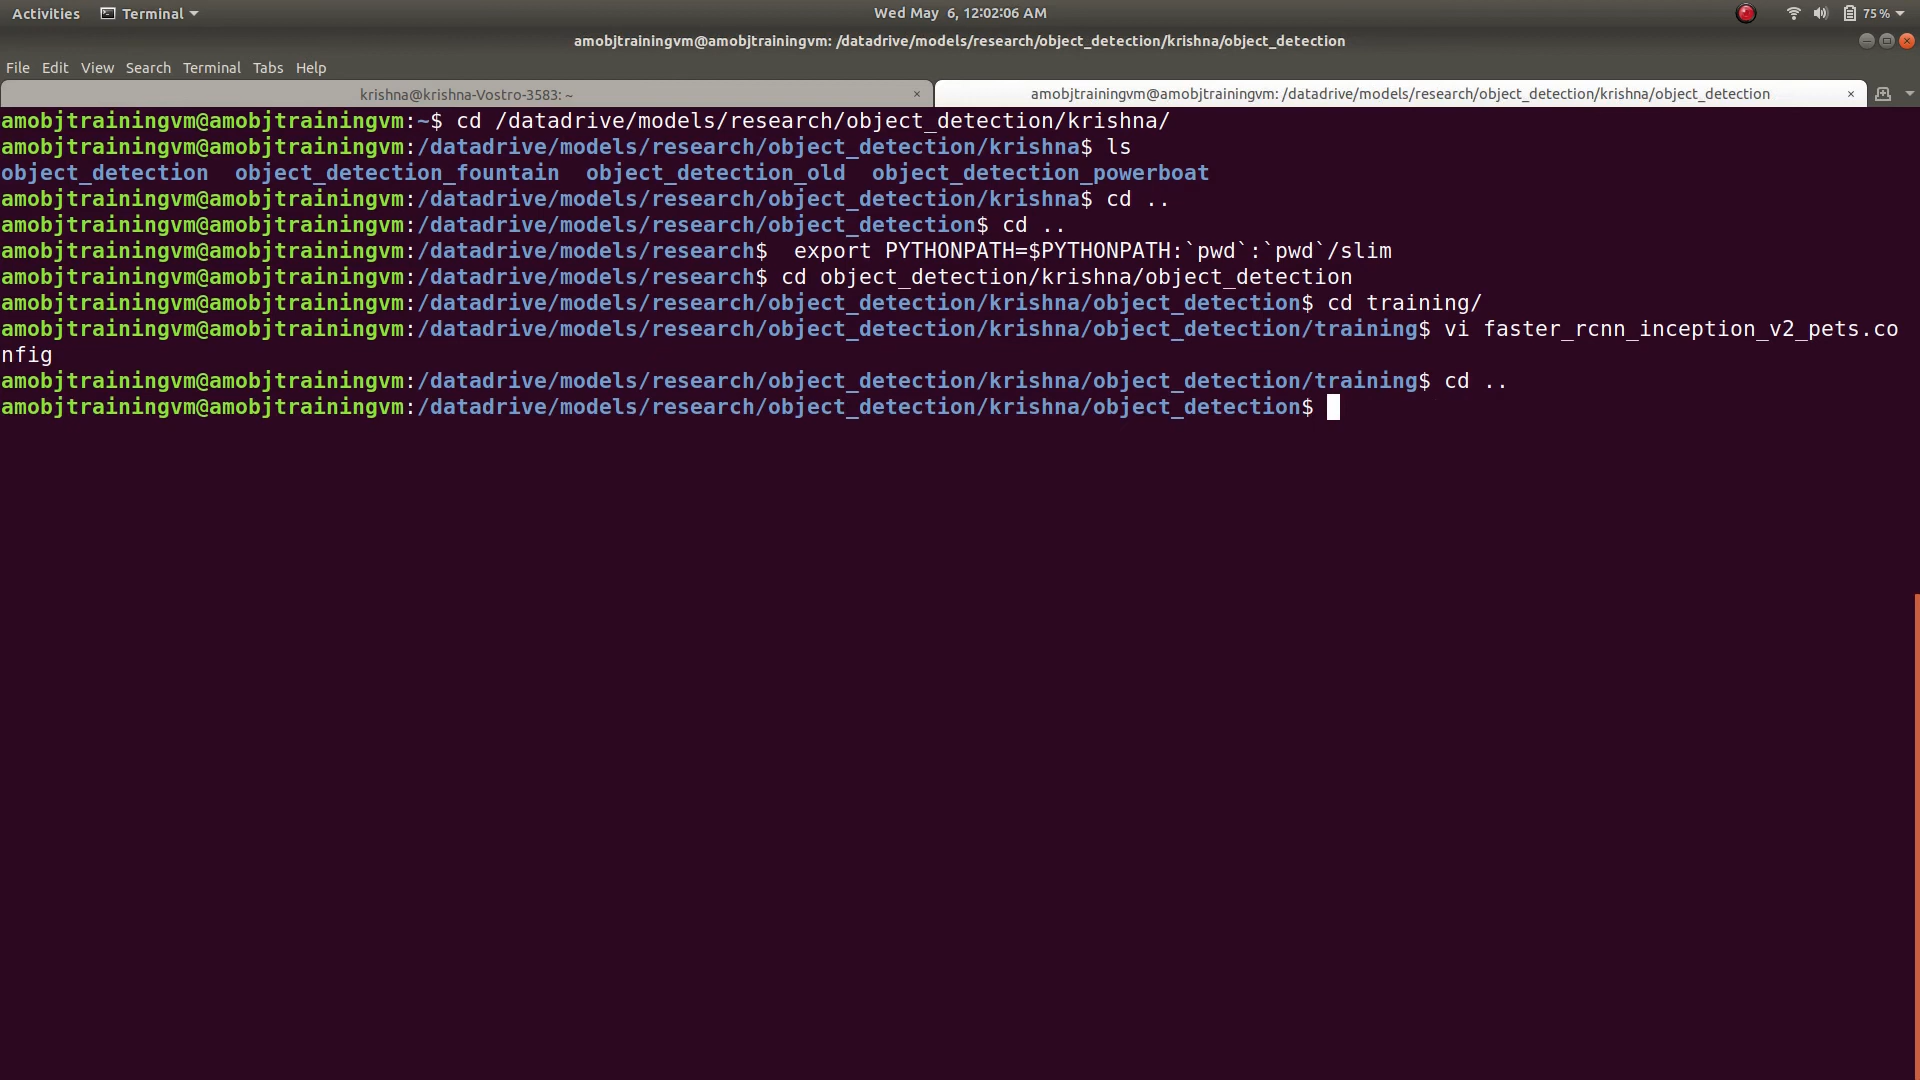 Activities Terminal Wed May 6, 12:02:06 AM 75%
amobjtrainingvm@amobjtrainingvm: /datadrive/models/research/object_detection/krishna/object_detection
File Edit View Search Terminal Tabs Help
krishna@krishna-Vostro-3583: ~ × amobjtrainingvm@amobjtrainingvm: /datadrive/models/research/object_detection/krishna/object_detection ×
amobjtrainingvm@amobjtrainingvm:~$ cd /datadrive/models/research/object_detection/krishna/
amobjtrainingvm@amobjtrainingvm:/datadrive/models/research/object_detection/krishna$ ls
object_detection  object_detection_fountain  object_detection_old  object_detection_powerboat
amobjtrainingvm@amobjtrainingvm:/datadrive/models/research/object_detection/krishna$ cd ..
amobjtrainingvm@amobjtrainingvm:/datadrive/models/research/object_detection$ cd ..
amobjtrainingvm@amobjtrainingvm:/datadrive/models/research$  export PYTHONPATH=$PYTHONPATH:`pwd`:`pwd`/slim
amobjtrainingvm@amobjtrainingvm:/datadrive/models/research$ cd object_detection/krishna/object_detection
amobjtrainingvm@amobjtrainingvm:/datadrive/models/research/object_detection/krishna/object_detection$ cd training/
amobjtrainingvm@amobjtrainingvm:/datadrive/models/research/object_detection/krishna/object_detection/training$ vi faster_rcnn_inception_v2_pets.co
nfig
amobjtrainingvm@amobjtrainingvm:/datadrive/models/research/object_detection/krishna/object_detection/training$ cd ..
amobjtrainingvm@amobjtrainingvm:/datadrive/models/research/object_detection/krishna/object_detection$